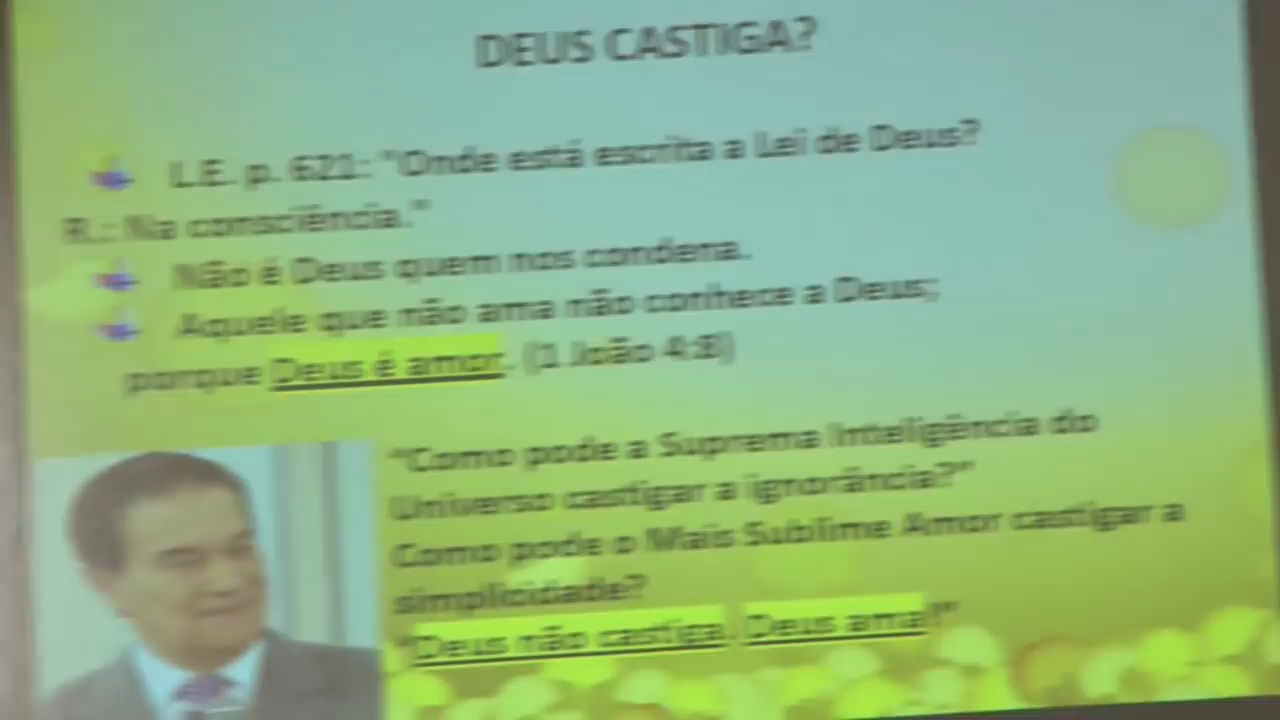 DEUS CASTIGA?
L.E. p. 621: "Onde está escrita a Lei de Deus?
R.: Na consciência."
Não é Deus quem nos condena.
Aquele que não ama não conhece a Deus;
porque Deus é amor. (1 João 4:8)
"Como pode a Suprema Inteligência do
Universo castigar a ignorância?"
Como pode o Mais Sublime Amor castigar a
simplicidade?
"Deus não castiga. Deus ama!"